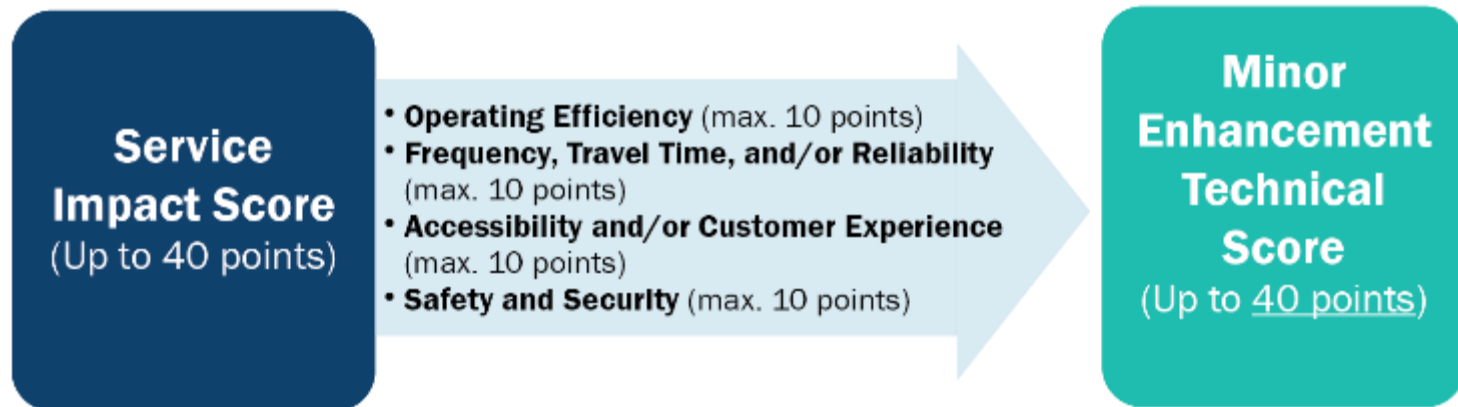 Service
Impact Score
(Up to 40 points)
• Operating Efficiency (max. 10 points)
• Frequency, Travel Time, and/or Reliability
(max. 10 points)
• Accessibility and/or Customer Experience
(max. 10 points)
• Safety and Security (max. 10 points)
Minor
Enhancement
Technical
Score
(Up to 40 points)